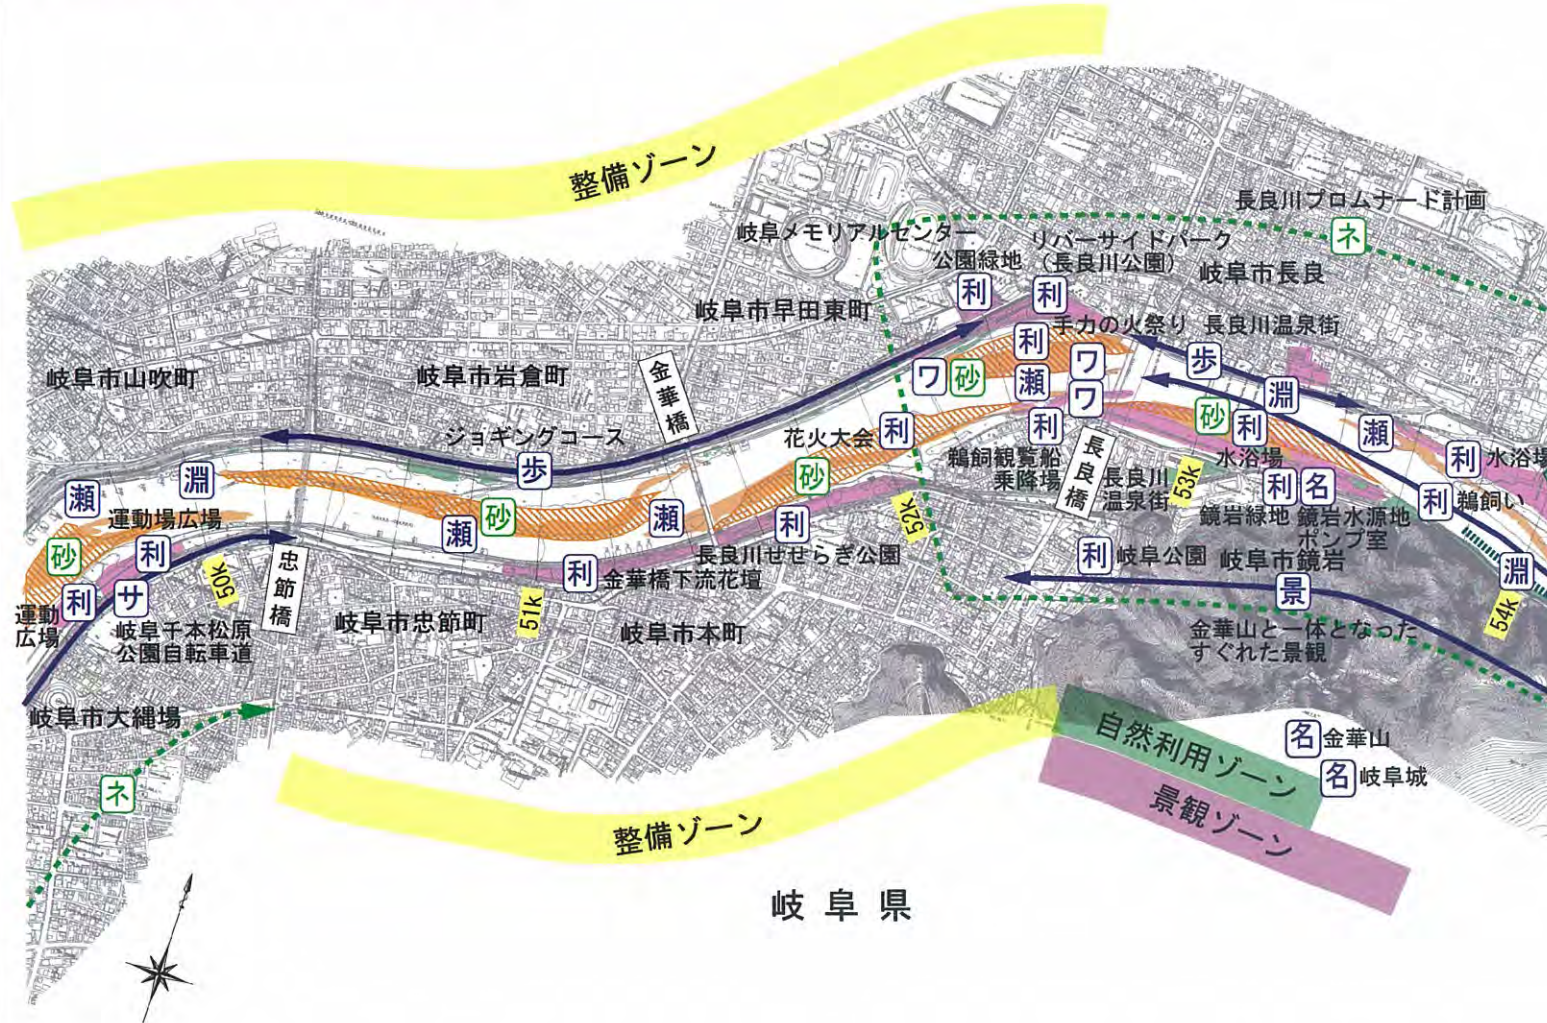 整備ゾーン
長良川プロムナード計画
ネ
岐阜メモリアルセンター
リバーサイドパーク
(長良川公園)
公園緑地
岐阜市長良
利
利
岐阜市早田東町
手力の火祭り
長良川温泉街
利
ワ
歩
岐阜市山吹町
岐阜市岩倉町
金華橋
ワ
砂
瀬
ワ
淵
砂
利
瀬
ジョギングコース
花火大会
利
利
歩
鵜飼観覧船
乗降場
長良橋
長良川
温泉街
53k
水浴場
利
水浴場
瀬
淵
砂
利
名
利
鵜飼い
運動場広場
瀬
砂
瀬
利
52k
鏡岩緑地
鏡岩水源地
ポンプ室
砂
利
忠節橋
50k
利
長良川せせらぎ公園
金華橋下流花壇
利
岐阜公園
岐阜市鏡岩
淵
運動
広場
利
サ
岐阜千本松原
公園自転車道
岐阜市忠節町
51k
岐阜市本町
景
54k
金華山と一体となった
すぐれた景観
岐阜市大縄場
自然利用ゾーン
名
金華山
ネ
名
岐阜城
景観ゾーン
整備ゾーン
岐阜県